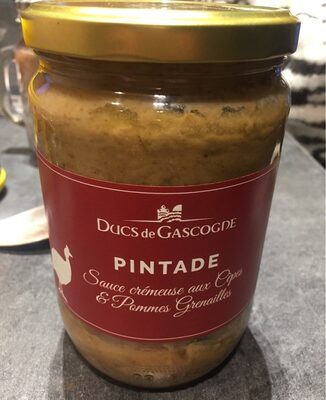 DUCS de GASCOGNE
PINTADE
Sauce crémeuse aux Cèpes
& Pommes Grenailles